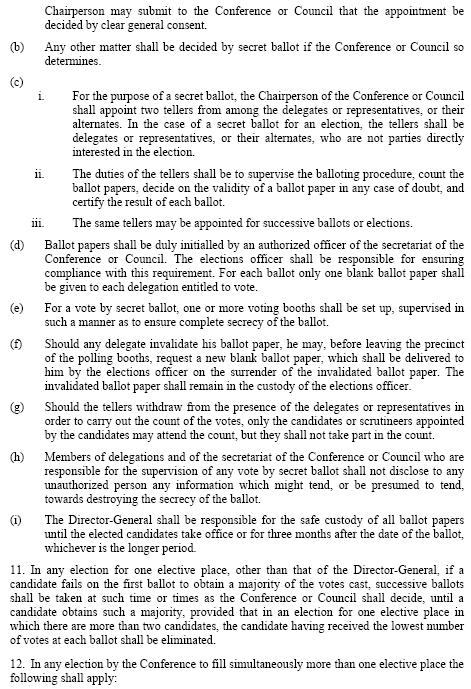 Chairperson may submit to the Conference or Council that the appointment be
decided by clear general consent.
(b) Any other matter shall be decided by secret ballot if the Conference or Council so
determines.
(c)
i. For the purpose of a secret ballot, the Chairperson of the Conference or Council
shall appoint two tellers from among the delegates or representatives, or their
alternates. In the case of a secret ballot for an election, the tellers shall be
delegates or representatives, or their alternates, who are not parties directly
interested in the election.
ii. The duties of the tellers shall be to supervise the balloting procedure, count the
ballot papers, decide on the validity of a ballot paper in any case of doubt, and
certify the result of each ballot.
iii. The same tellers may be appointed for successive ballots or elections.
(d) Ballot papers shall be duly initialled by an authorized officer of the secretariat of the
Conference or Council. The elections officer shall be responsible for ensuring
compliance with this requirement. For each ballot only one blank ballot paper shall
be given to each delegation entitled to vote.
(e) For a vote by secret ballot, one or more voting booths shall be set up, supervised in
such a manner as to ensure complete secrecy of the ballot.
(f) Should any delegate invalidate his ballot paper, he may, before leaving the precinct
of the polling booths, request a new blank ballot paper, which shall be delivered to
him by the elections officer on the surrender of the invalidated ballot paper. The
invalidated ballot paper shall remain in the custody of the elections officer.
(g) Should the tellers withdraw from the presence of the delegates or representatives in
order to carry out the count of the votes, only the candidates or scrutineers appointed
by the candidates may attend the count, but they shall not take part in the count.
(h) Members of delegations and of the secretariat of the Conference or Council who are
responsible for the supervision of any vote by secret ballot shall not disclose to any
unauthorized person any information which might tend, or be presumed to tend,
towards destroying the secrecy of the ballot.
(i) The Director-General shall be responsible for the safe custody of all ballot papers
until the elected candidates take office or for three months after the date of the ballot,
whichever is the longer period.
11. In any election for one elective place, other than that of the Director-General, if a
candidate fails on the first ballot to obtain a majority of the votes cast, successive ballots
shall be taken at such time or times as the Conference or Council shall decide, until a
candidate obtains such a majority, provided that in an election for one elective place in
which there are more than two candidates, the candidate having received the lowest number
of votes at each ballot shall be eliminated.
12. In any election by the Conference to fill simultaneously more than one elective place the
following shall apply: